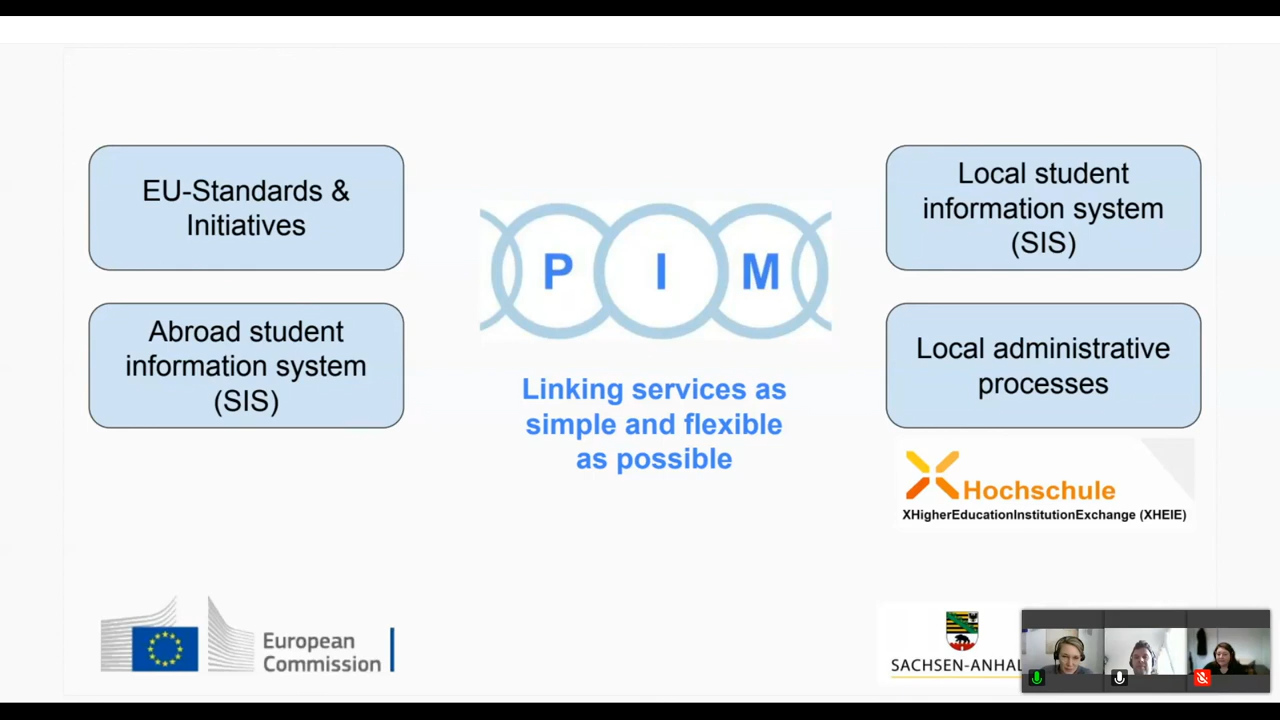 EU-Standards &
Initiatives
Abroad student
information system
(SIS)
P I M
Linking services as
simple and flexible
as possible
Local student
information system
(SIS)
Local administrative
processes
Hochschule
XHigherEducationInstitutionExchange (XHEIE)
European
Commission
SACHSEN-ANHAL